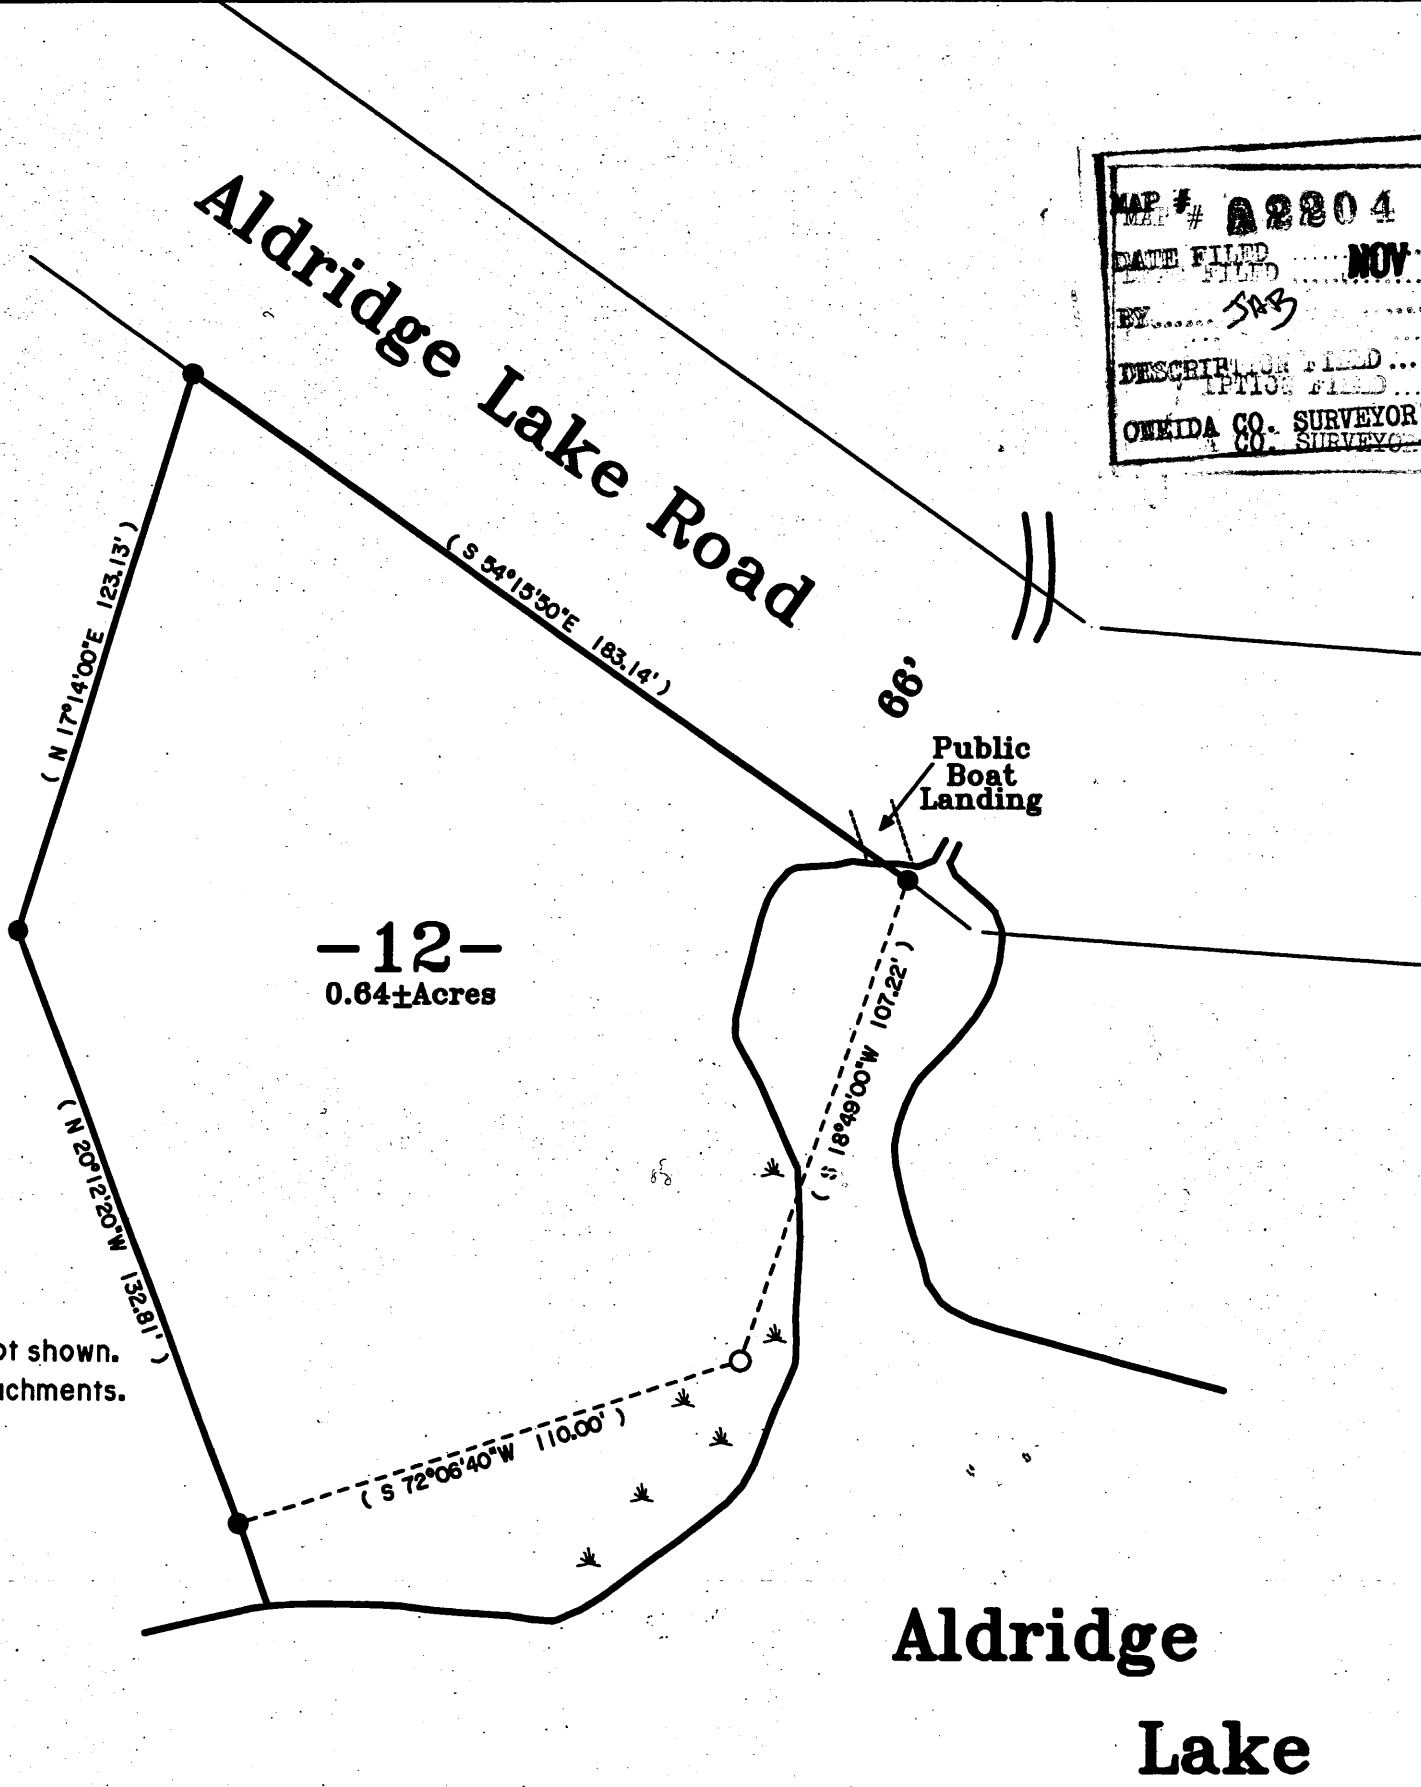 Aldridge Lake Road
MAP # A2204
DATE FILED NOV
BY...... JAB
DESCRIPTION FILED...
ONEIDA CO. SURVEYOR
( N 17°14'00"E 123.13' )
( S 54°15'50"E 183.14' )
66'
Public
Boat
Landing
-12-
0.64±Acres
( S 18°49'00"W 107.22' )
( N 20°12'20"W 132.81' )
ot shown.
achments.
( S 72°06'40"W 110.00' )
Aldridge
Lake